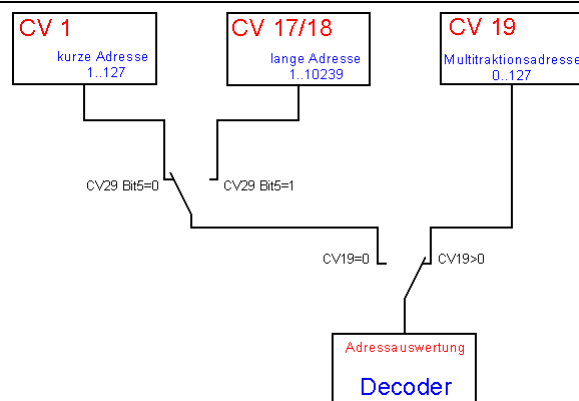 CV 1
kurze Adresse
1..127
CV 17/18
lange Adresse
1..10239
CV 19
Multitraktionsadresse
0..127
CV29 Bit5=0
CV29 Bit5=1
CV19=0
CV19>0
Adressauswertung
Decoder